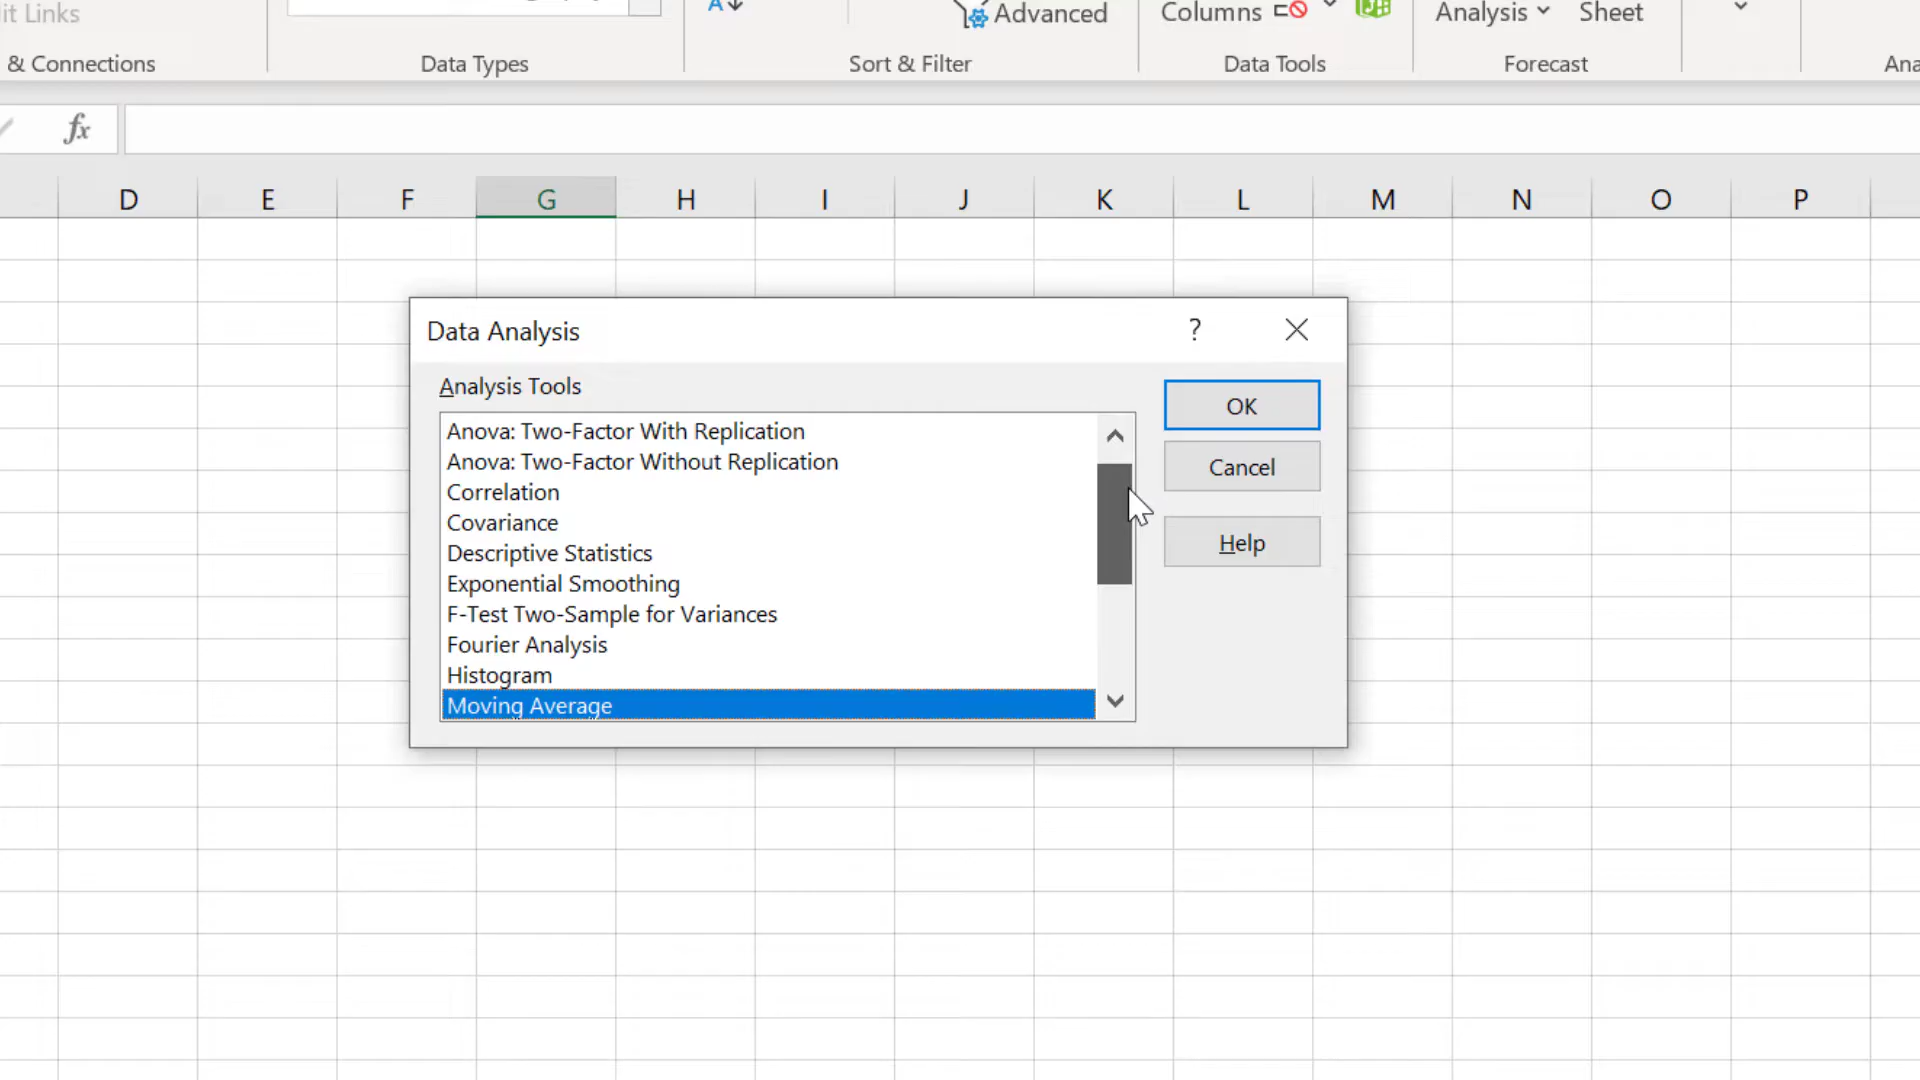 it Links
Advanced
Columns
Analysis
Sheet
& Connections
Data Types
Sort & Filter
Data Tools
Forecast
Ana
fx
D E F G H I J K L M N O P
Data Analysis
?
Analysis Tools
Anova: Two-Factor With Replication
Anova: Two-Factor Without Replication
Correlation
Covariance
Descriptive Statistics
Exponential Smoothing
F-Test Two-Sample for Variances
Fourier Analysis
Histogram
Moving Average
OK
Cancel
Help